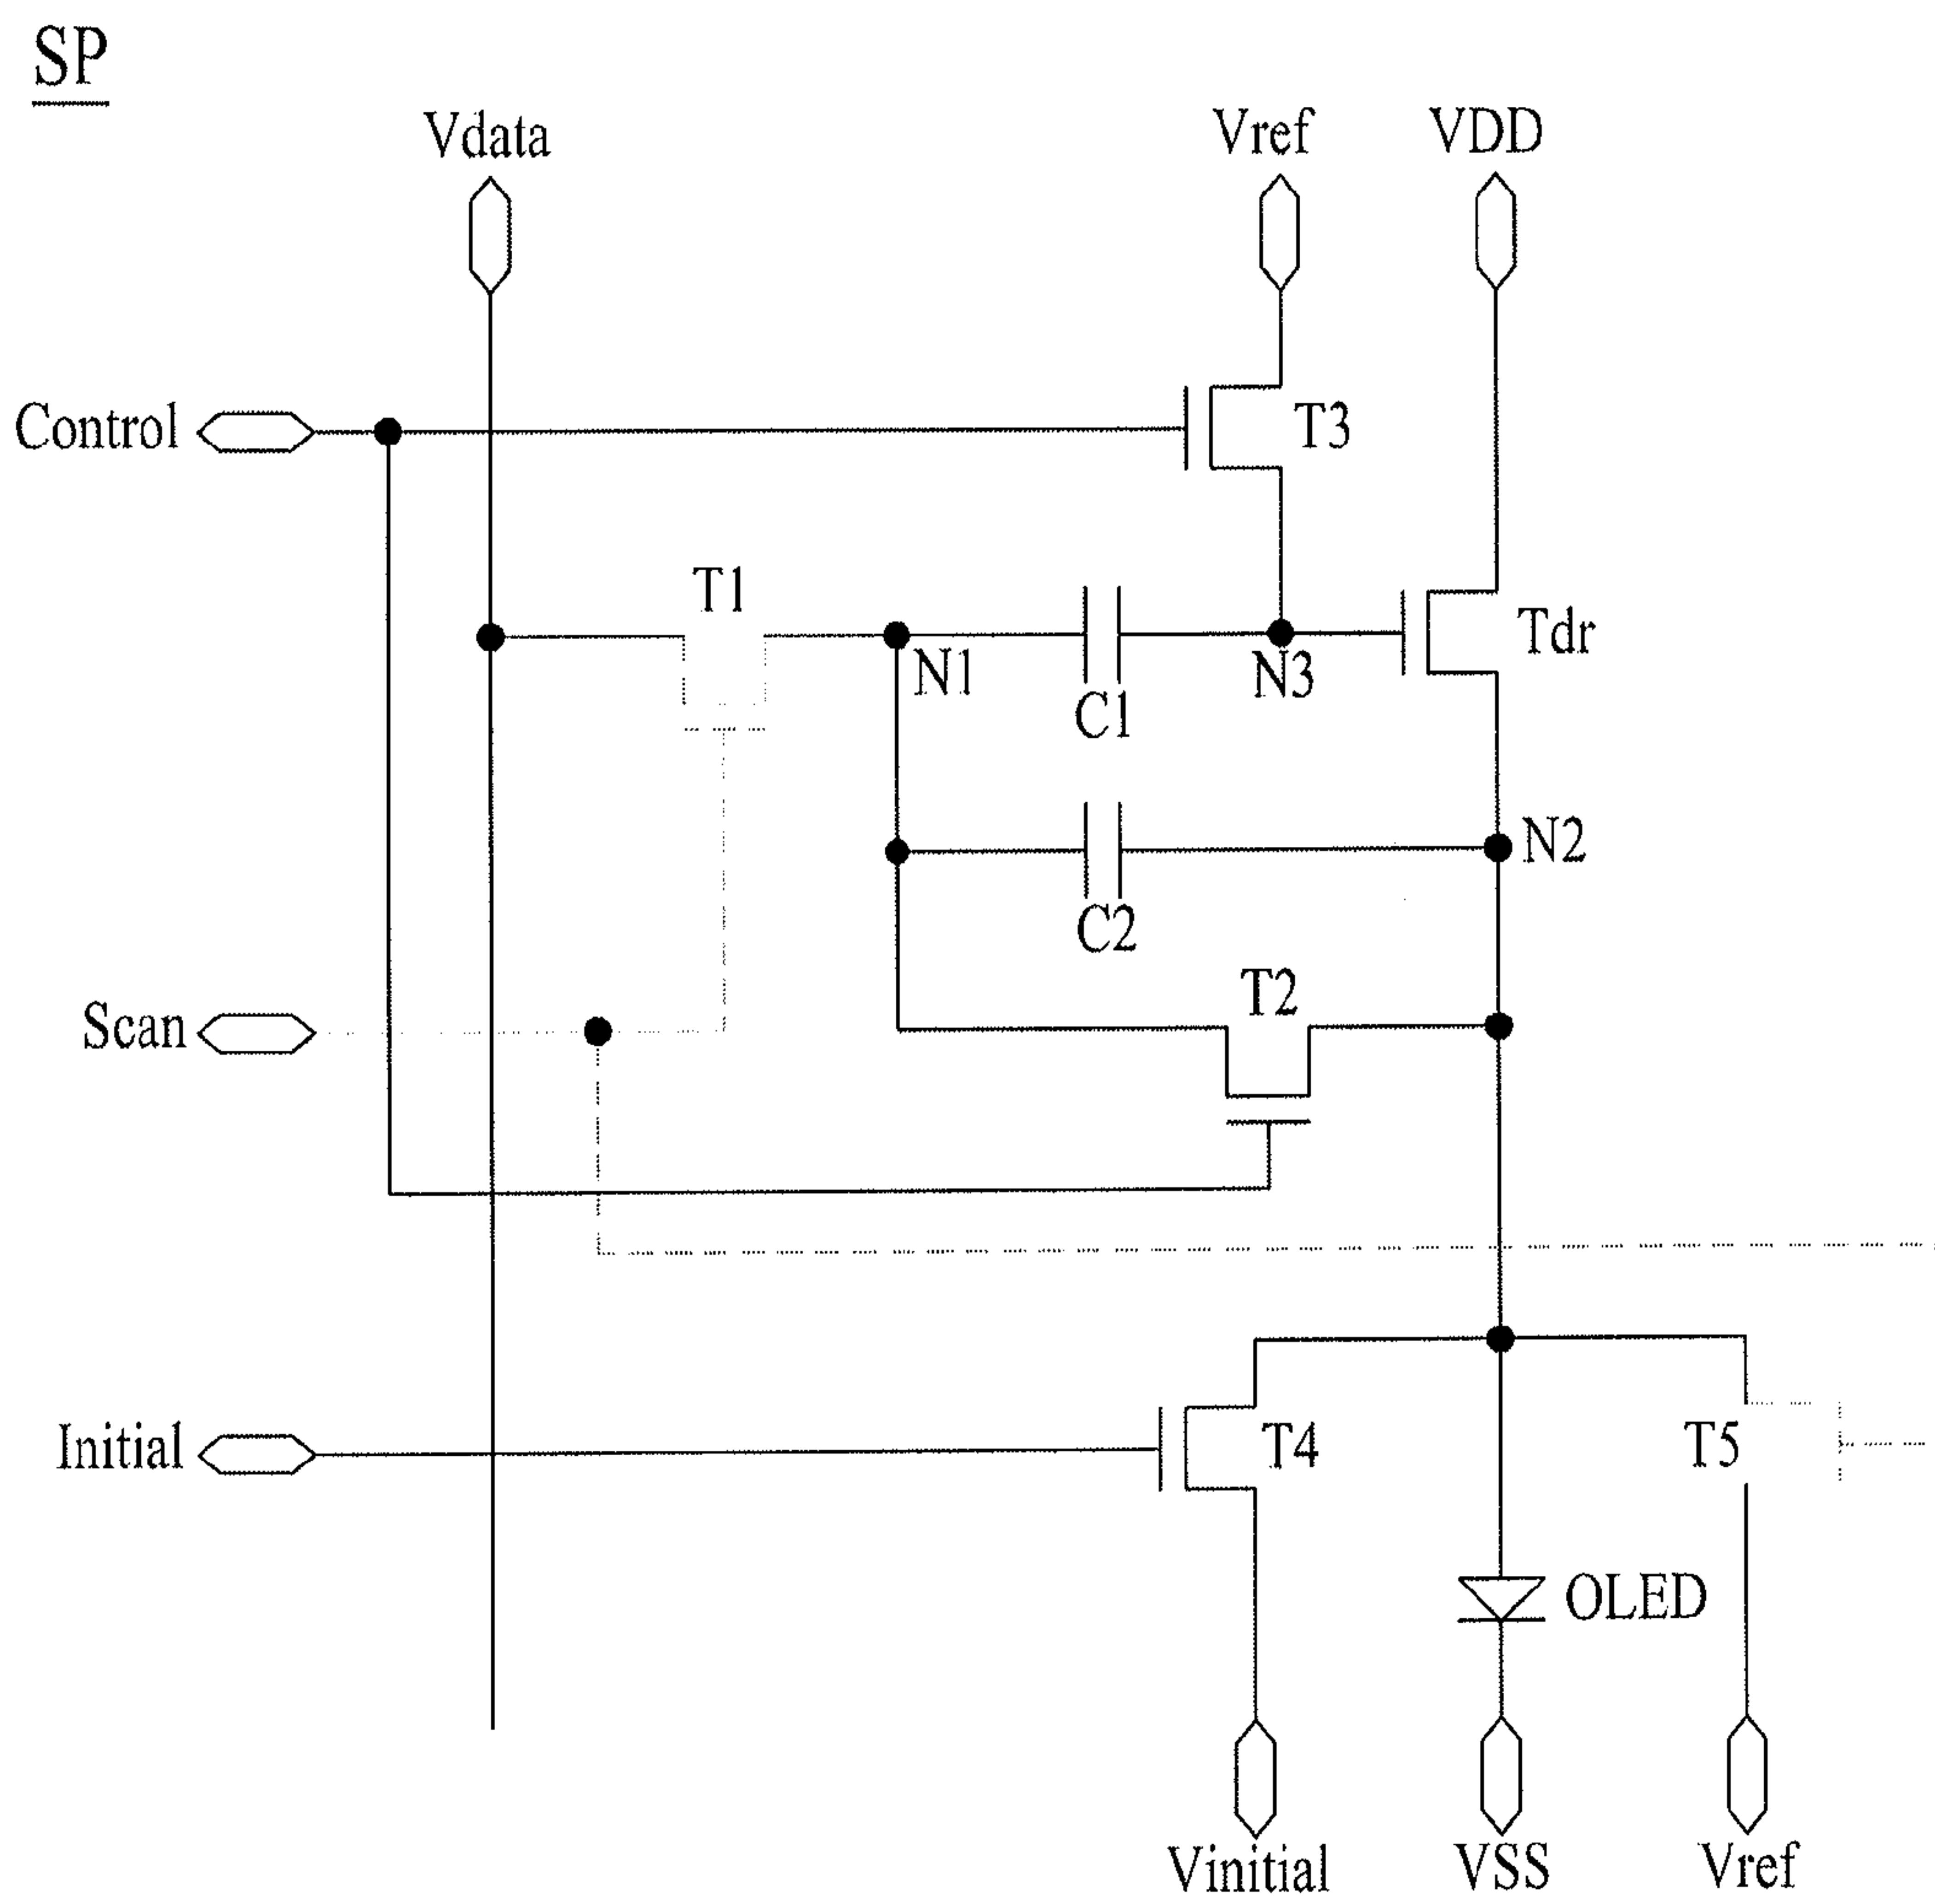 SP
Vdata
Vref
VDD
Control
T3
T1
Tdr
N1
N3
C1
N2
C2
T2
Scan
Initial
T4
T5
OLED
Vinitial
VSS
Vref